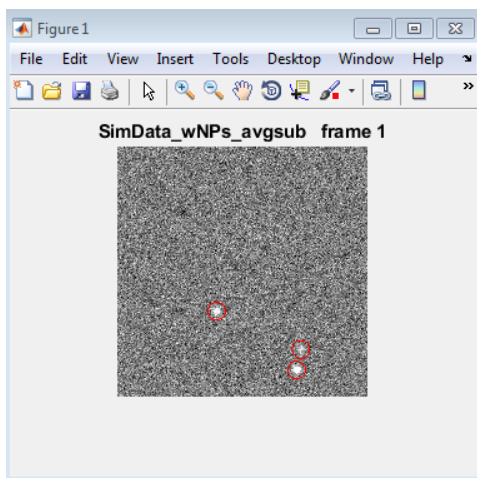 Figure 1
File Edit View Insert Tools Desktop Window Help
SimData_wNPs_avgsub frame 1